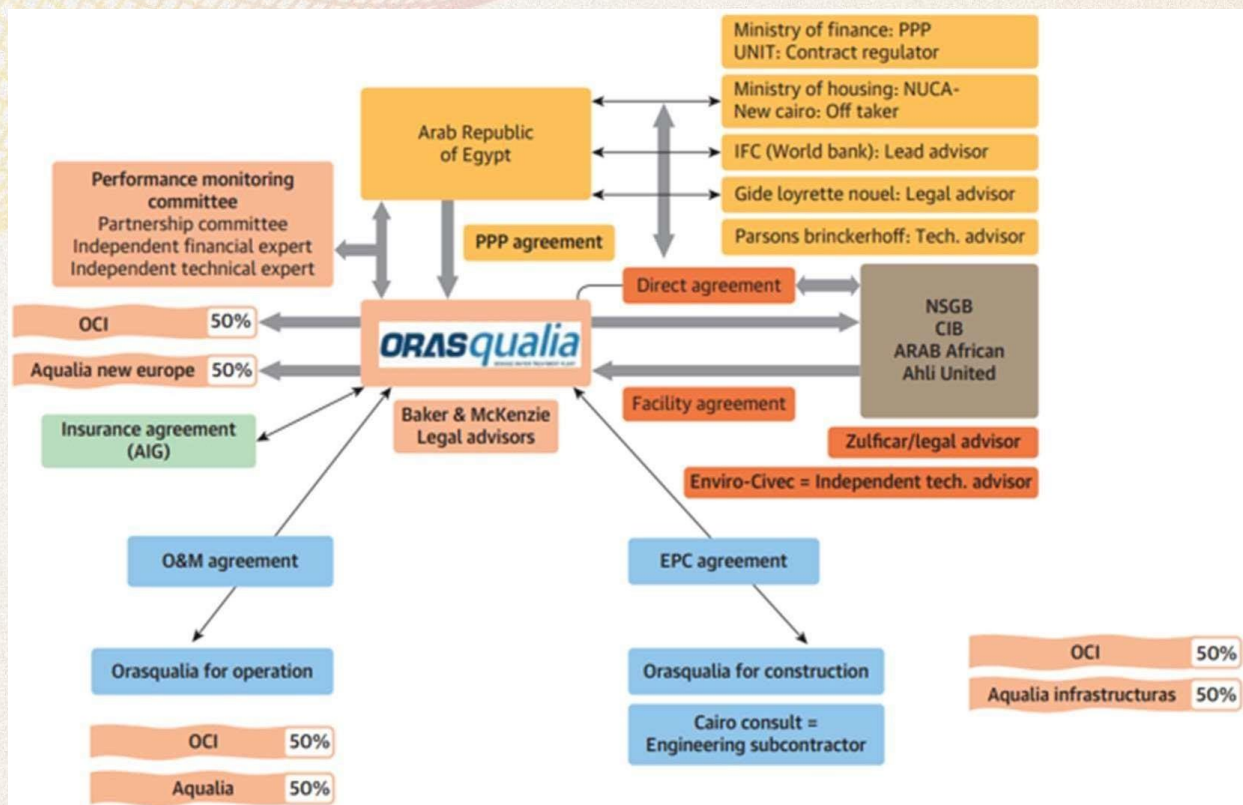 Ministry of finance: PPP
UNIT: Contract regulator
Ministry of housing: NUCA-
New cairo: Off taker
Arab Republic
of Egypt
IFC (World bank): Lead advisor
Gide loyrette nouel: Legal advisor
Parsons brinckerhoff: Tech. advisor
Performance monitoring
committee
Partnership committee
Independent financial expert
Independent technical expert
PPP agreement
Direct agreement
OCI 50%
Aqualia new europe 50%
ORASqualia
Baker & McKenzie
Legal advisors
NSGB
CIB
ARAB African
Ahli United
Facility agreement
Insurance agreement
(AIG)
Zulficar/legal advisor
Enviro-Civec = Independent tech. advisor
O&M agreement
EPC agreement
Orasqualia for operation
OCI 50%
Aqualia 50%
Orasqualia for construction
Cairo consult =
Engineering subcontractor
OCI 50%
Aqualia infrastructuras 50%